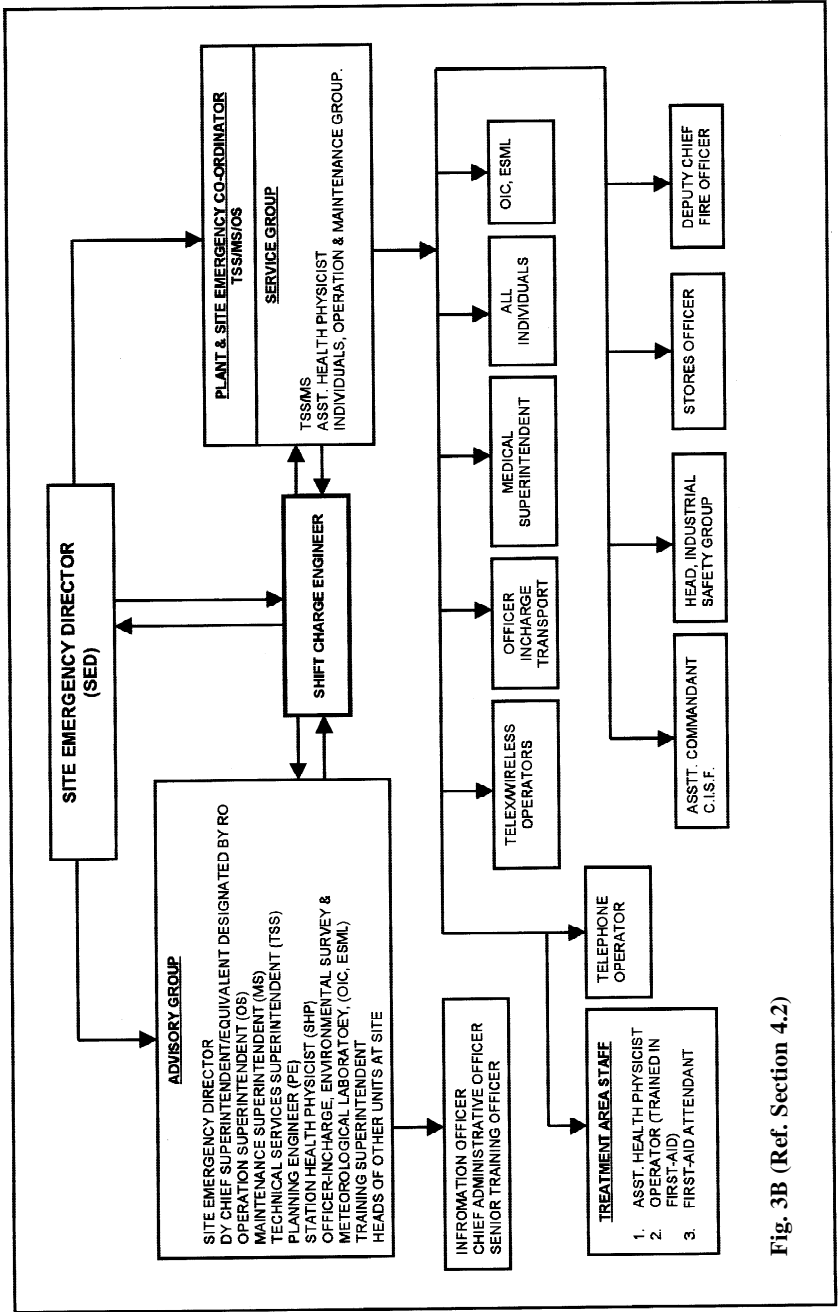 SITE EMERGENCY DIRECTOR
(SED)
ADVISORY GROUP
SITE EMERGENCY DIRECTOR
DY CHIEF SUPERINTENDENT/EQUIVALENT DESIGNATED BY RO
OPERATION SUPERINTENDENT (OS)
MAINTENANCE SUPERINTENDENT (MS)
TECHNICAL SERVICES SUPERINTENDENT (TSS)
PLANNING ENGINEER (PE)
STATION HEALTH PHYSICIST (SHP)
OFFICER-INCHARGE, ENVIRONMENTAL SURVEY &
METEOROLOGICAL LABORATOEY, (OIC, ESML)
TRAINING SUPERINTENDENT
HEADS OF OTHER UNITS AT SITE
SHIFT CHARGE ENGINEER
PLANT & SITE EMERGENCY CO-ORDINATOR
TSS/MS/OS
SERVICE GROUP
TSS/MS
ASST. HEALTH PHYSICIST
INDIVIDUALS, OPERATION & MAINTENANCE GROUP.
INFROMATION OFFICER
CHIEF ADMINISTRATIVE OFFICER
SENIOR TRAINING OFFICER
TELEX/WIRELESS
OPERATORS
OFFICER
INCHARGE
TRANSPORT
MEDICAL
SUPERINTENDENT
ALL
INDIVIDUALS
OIC, ESML
TREATMENT AREA STAFF
1. ASST. HEALTH PHYSICIST
2. OPERATOR (TRAINED IN
FIRST-AID)
3. FIRST-AID ATTENDANT
TELEPHONE
OPERATOR
ASSTT. COMMANDANT
C.I.S.F.
HEAD, INDUSTRIAL
SAFETY GROUP
STORES OFFICER
DEPUTY CHIEF
FIRE OFFICER
Fig. 3B (Ref. Section 4.2)